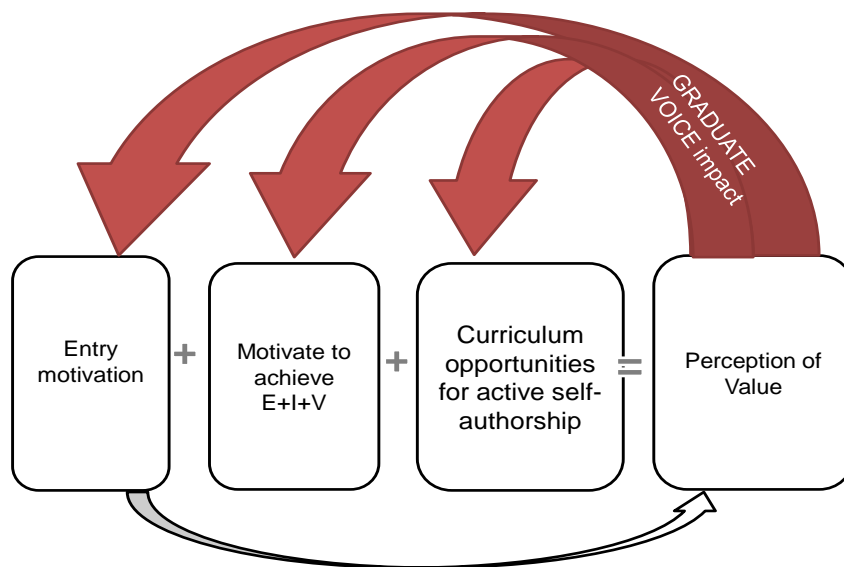 GRADUATE
VOICE impact
Entry
motivation
+
Motivate to
achieve
E+I+V
+
Curriculum
opportunities
for active self-
authorship
=
Perception of
Value